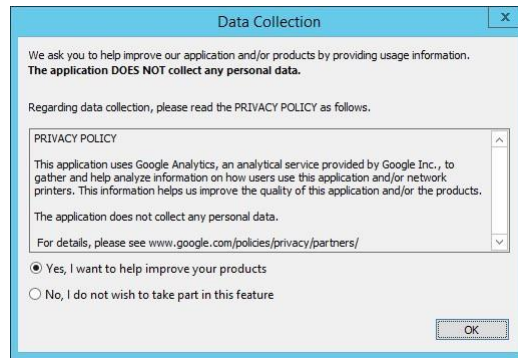 Data Collection
x
We ask you to help improve our application and/or products by providing usage information.
The application DOES NOT collect any personal data.
Regarding data collection, please read the PRIVACY POLICY as follows.
PRIVACY POLICY
This application uses Google Analytics, an analytical service provided by Google Inc., to
gather and help analyze information on how users use this application and/or network
printers. This information helps us improve the quality of this application and/or the products.
The application does not collect any personal data.
For details, please see www.google.com/policies/privacy/partners/
Yes, I want to help improve your products
No, I do not wish to take part in this feature
OK